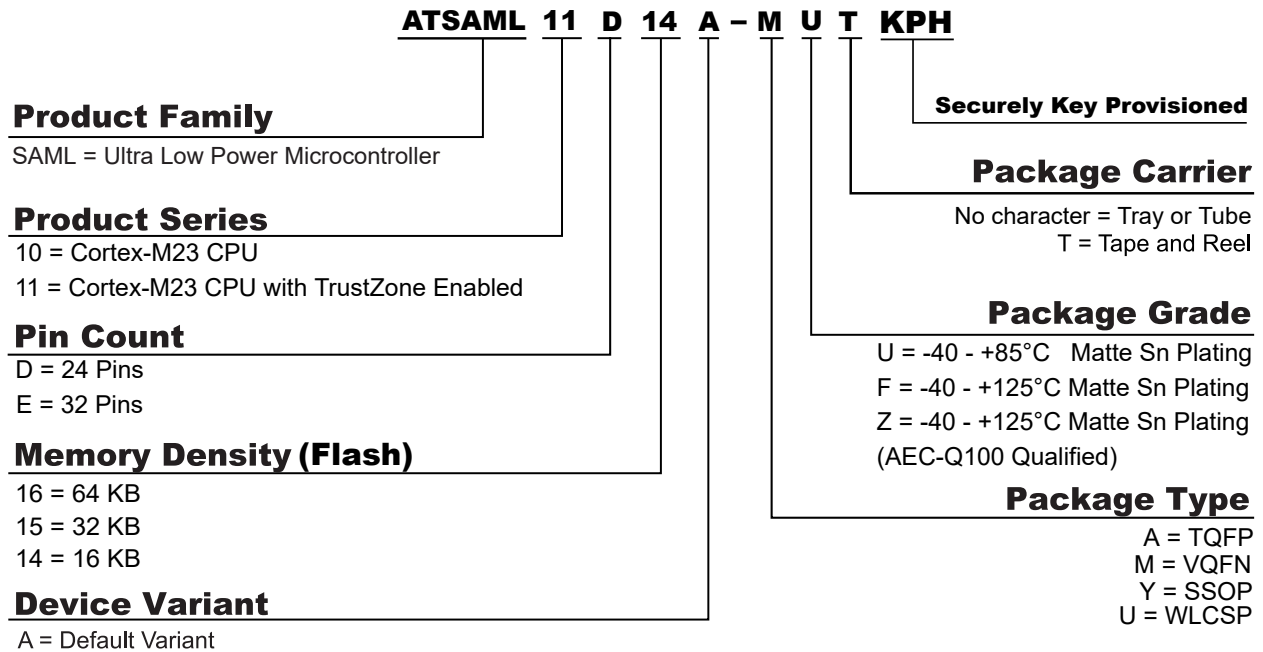 ATSAML 11 D 14 A – M U T KPH
Product Family
SAML = Ultra Low Power Microcontroller
Product Series
10 = Cortex-M23 CPU
11 = Cortex-M23 CPU with TrustZone Enabled
Pin Count
D = 24 Pins
E = 32 Pins
Memory Density (Flash)
16 = 64 KB
15 = 32 KB
14 = 16 KB
Device Variant
A = Default Variant
Securely Key Provisioned
Package Carrier
No character = Tray or Tube
T = Tape and Reel
Package Grade
U = -40 - +85°C Matte Sn Plating
F = -40 - +125°C Matte Sn Plating
Z = -40 - +125°C Matte Sn Plating
(AEC-Q100 Qualified)
Package Type
A = TQFP
M = VQFN
Y = SSOP
U = WLCSP